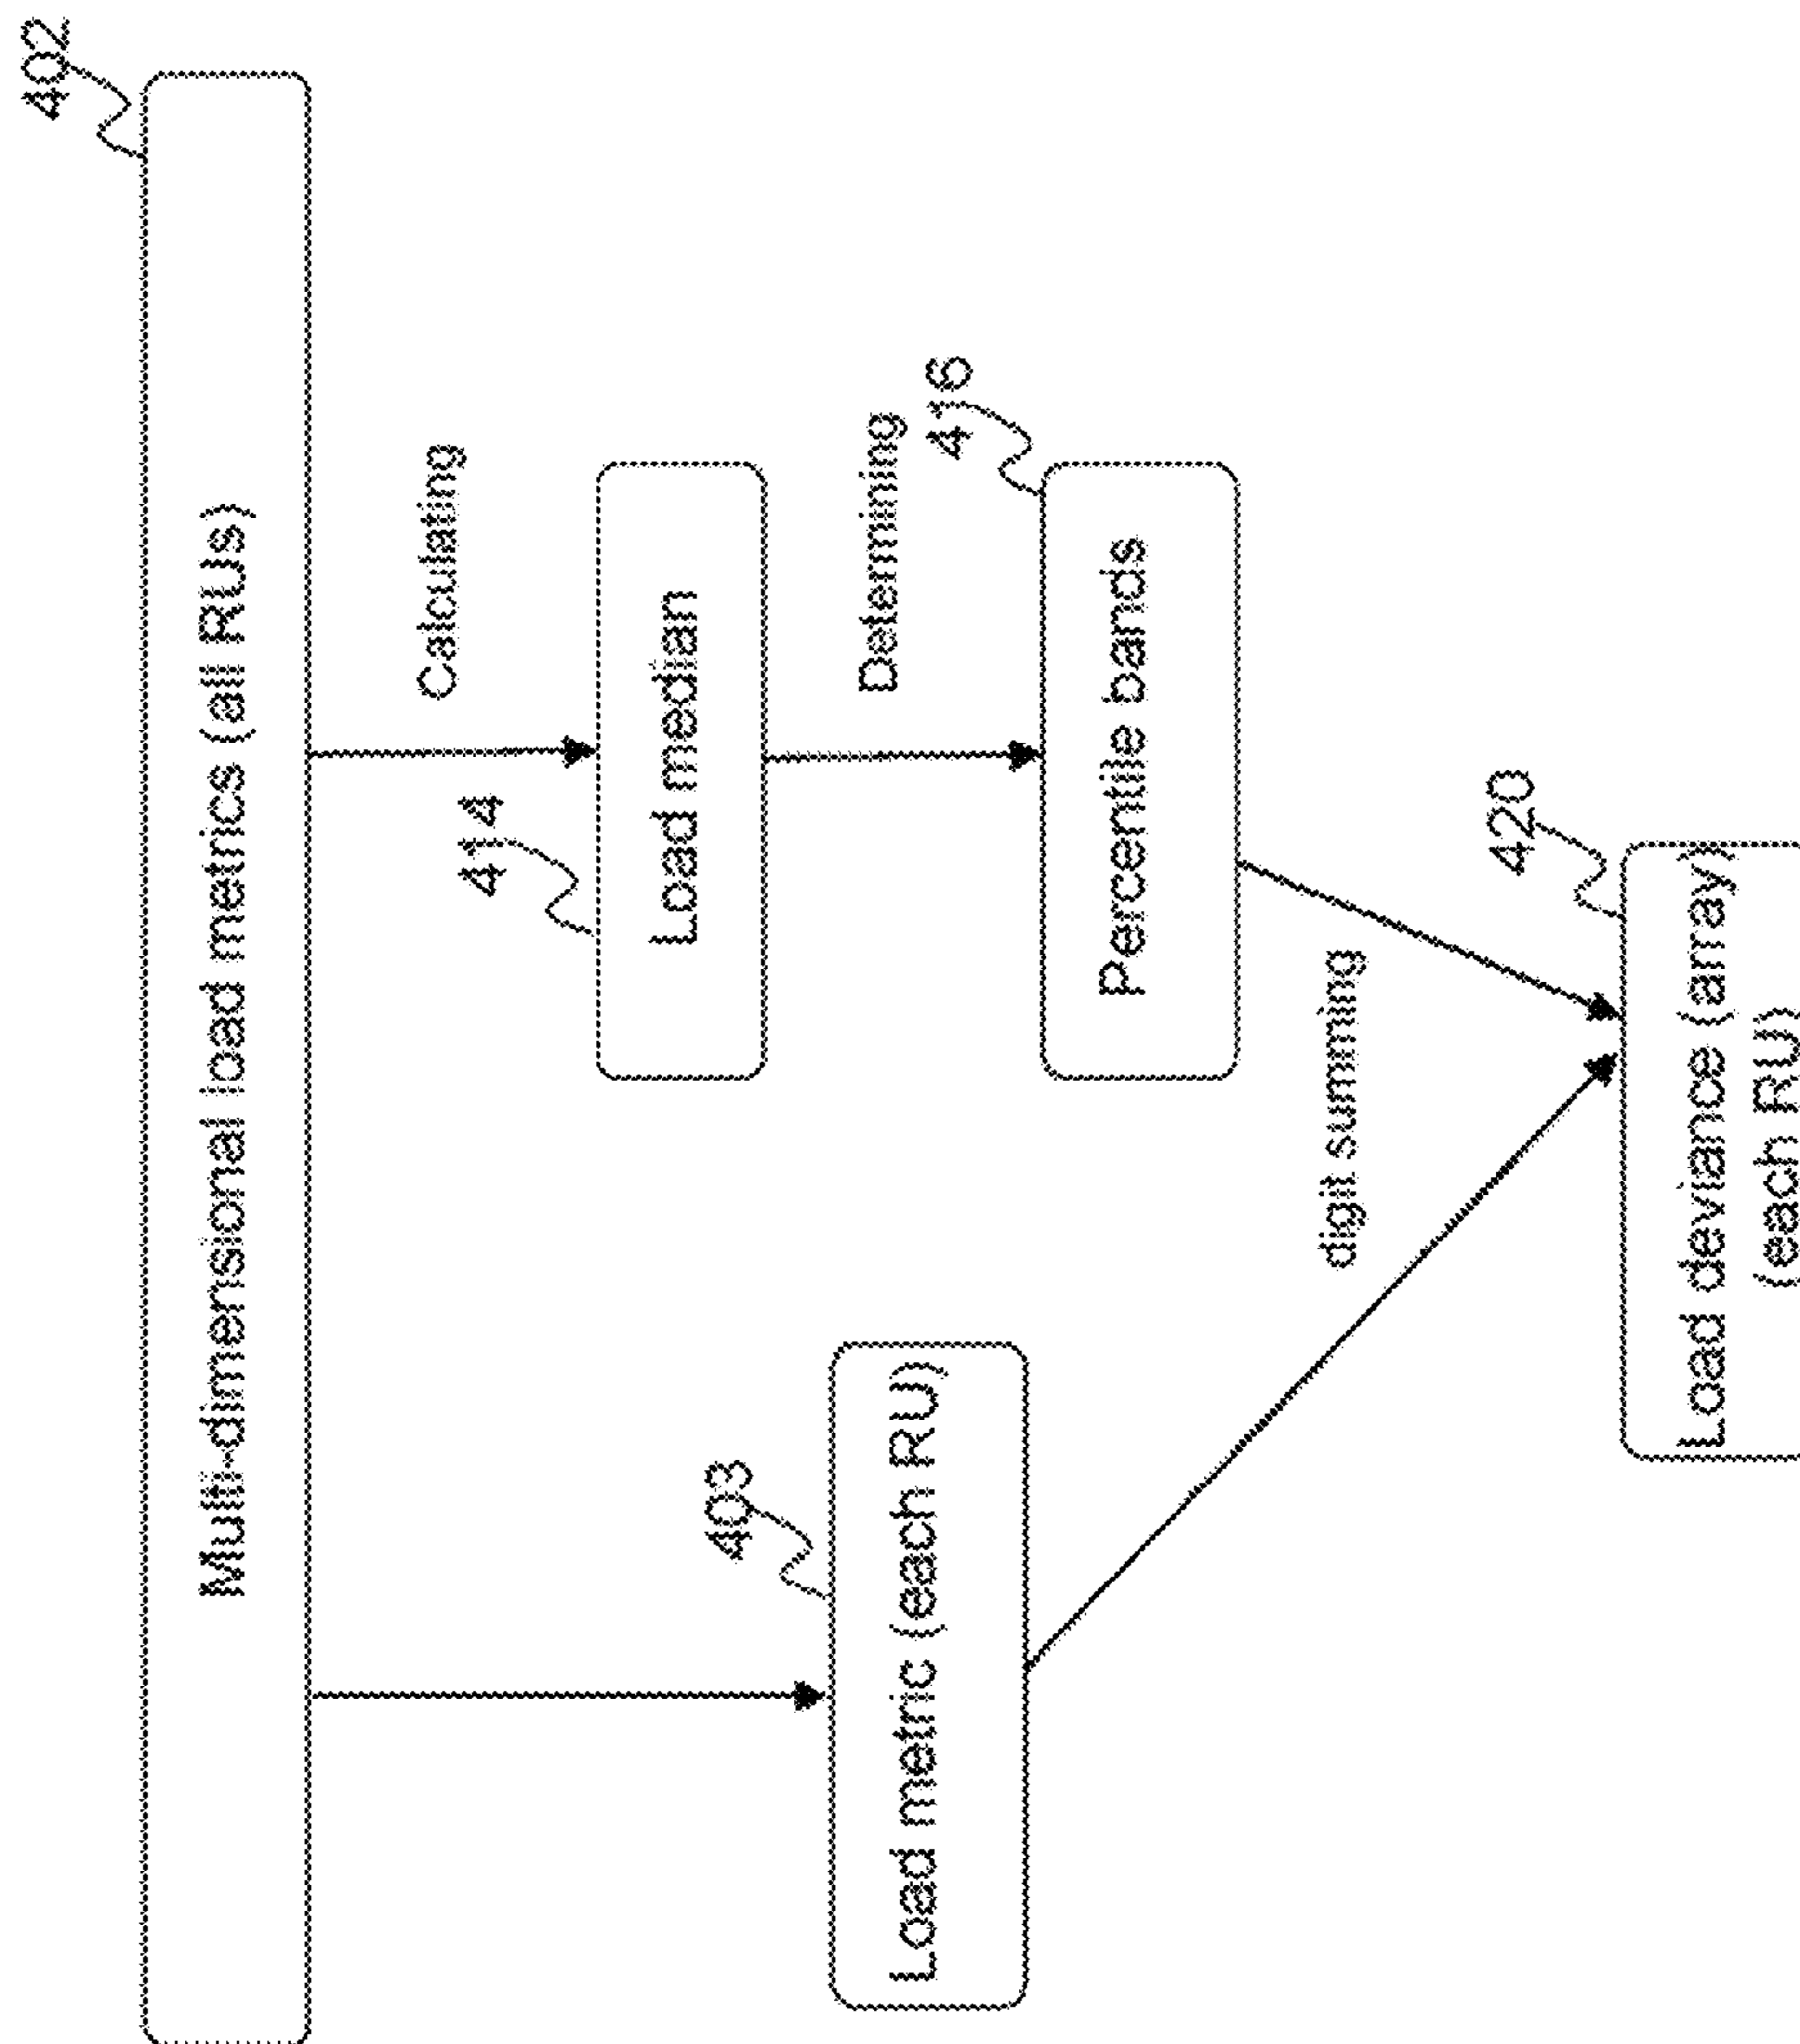 402
Multi-dimensional load metrics (all RUs)
Calculating
414
Load median
Determining
416
Percentile bands
403
Load metric (each RU)
digit summing
420
Load deviance (array)
(each RU)